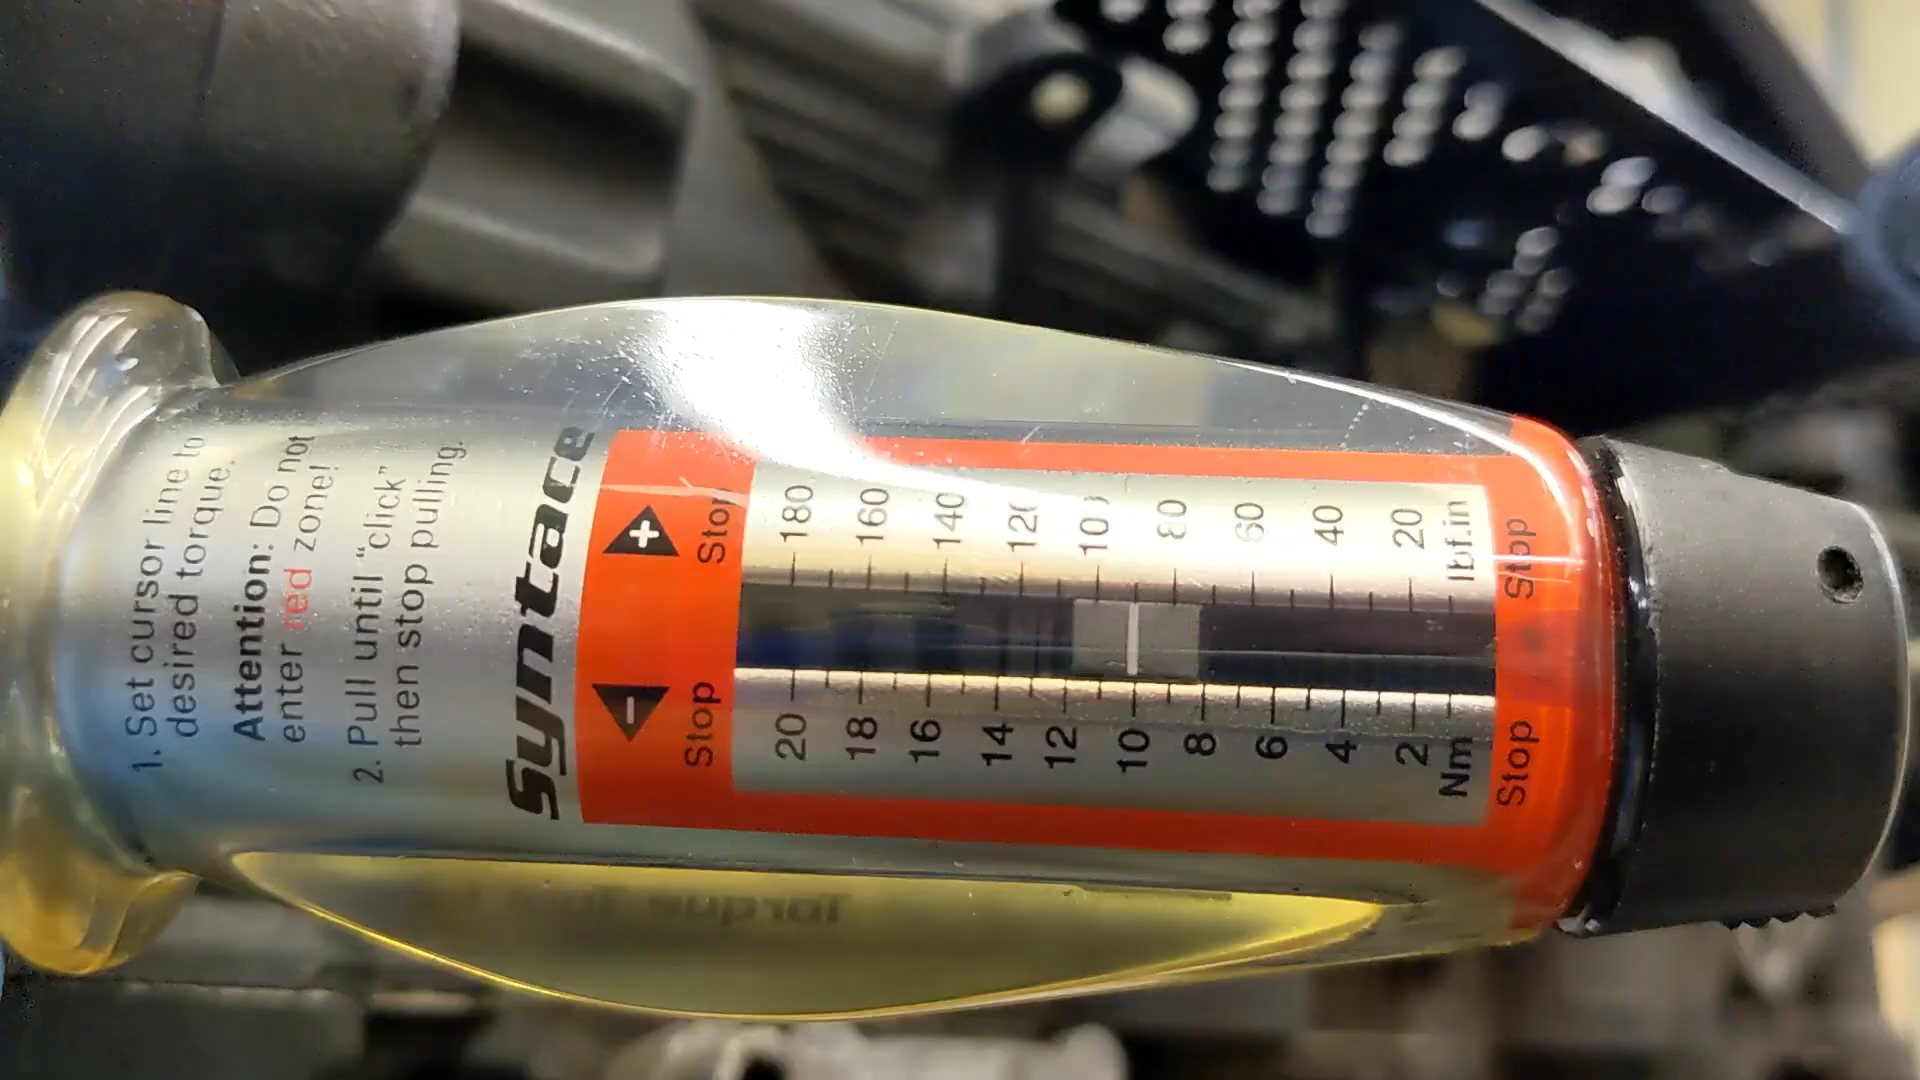 1. Set cursor line to
desired torque.
Attention: Do not
enter red zone!
2. Pull until "click"
then stop pulling.
Syntace
- +
Stop Stop
20 180
18 160
16 140
14 120
12 100
10 80
8 60
6 40
4 20
2
Nm lbf.in
Stop Stop